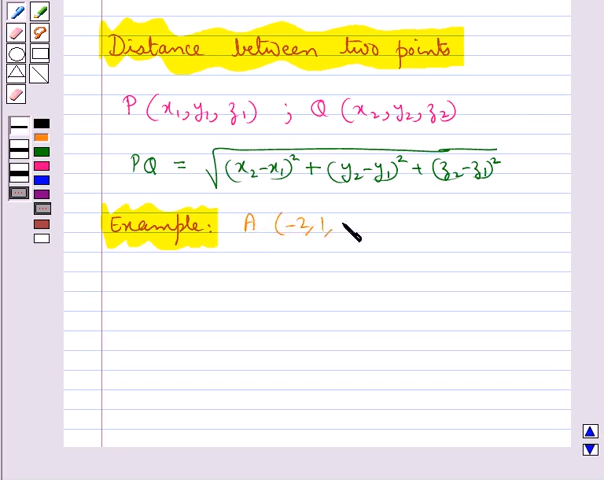 Distance between two points
P (x₁, y₁, z₁) ; Q (x₂, y₂, z₂)
PQ = √(x₂-x₁)² + (y₂-y₁)² + (z₂-z₁)²
Example: A (-2, 1,